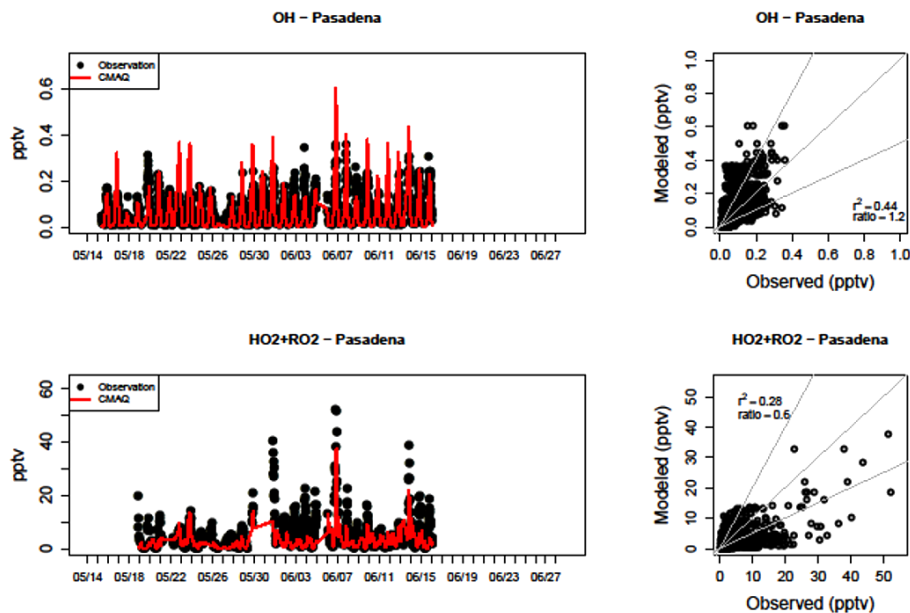 OH – Pasadena
Observation
CMAQ
pptv
0.0 0.2 0.4 0.6
05/14 05/18 05/22 05/26 05/30 06/03 06/07 06/11 06/15 06/19 06/23 06/27
OH – Pasadena
Modeled (pptv)
0.0 0.2 0.4 0.6 0.8 1.0
r² – 0.44
ratio – 1.2
0.0 0.2 0.4 0.6 0.8 1.0
Observed (pptv)
HO2+RO2 – Pasadena
Observation
CMAQ
pptv
0 20 40 60
05/14 05/18 05/22 05/26 05/30 06/03 06/07 06/11 06/15 06/19 06/23 06/27
HO2+RO2 – Pasadena
Modeled (pptv)
0 10 20 30 40 50
r² – 0.28
ratio – 0.6
0 10 20 30 40 50
Observed (pptv)